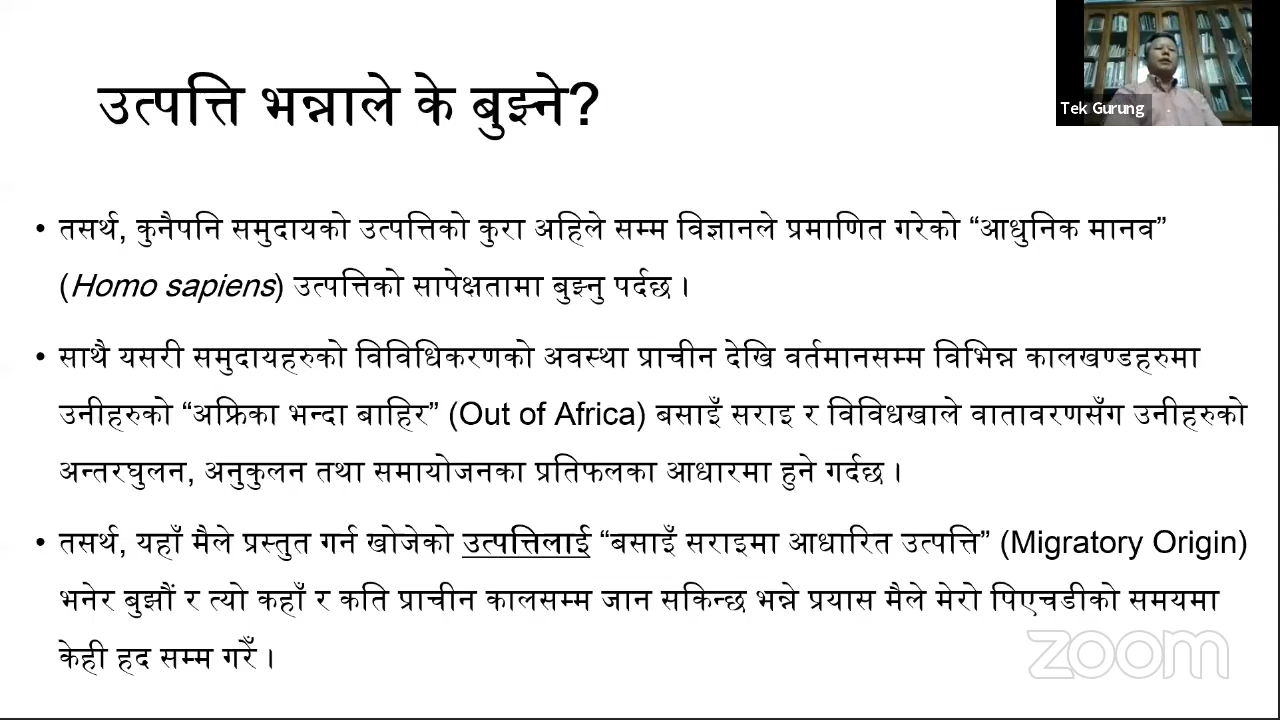 उत्पत्ति भन्नाले के बुझ्ने?
Tek Gurung
• तसर्थ, कुनैपनि समुदायको उत्पत्तिको कुरा अहिले सम्म विज्ञानले प्रमाणित गरेको “आधुनिक मानव”
(Homo sapiens) उत्पत्तिको सापेक्षतामा बुझ्नु पर्दछ ।
• साथै यसरी समुदायहरुको विविधिकरणको अवस्था प्राचीन देखि वर्तमानसम्म विभिन्न कालखण्डहरुमा
उनीहरुको “अफ्रिका भन्दा बाहिर” (Out of Africa) बसाइँ सराइ र विविधखाले वातावरणसँग उनीहरुको
अन्तरघुलन, अनुकुलन तथा समायोजनका प्रतिफलका आधारमा हुने गर्दछ ।
• तसर्थ, यहाँ मैले प्रस्तुत गर्न खोजेको उत्पत्तिलाई “बसाइँ सराइमा आधारित उत्पत्ति” (Migratory Origin)
भनेर बुझौं र त्यो कहाँ र कति प्राचीन कालसम्म जान सकिन्छ भन्ने प्रयास मैले मेरो पिएचडीको समयमा
केही हद सम्म गरेँ ।
zoom